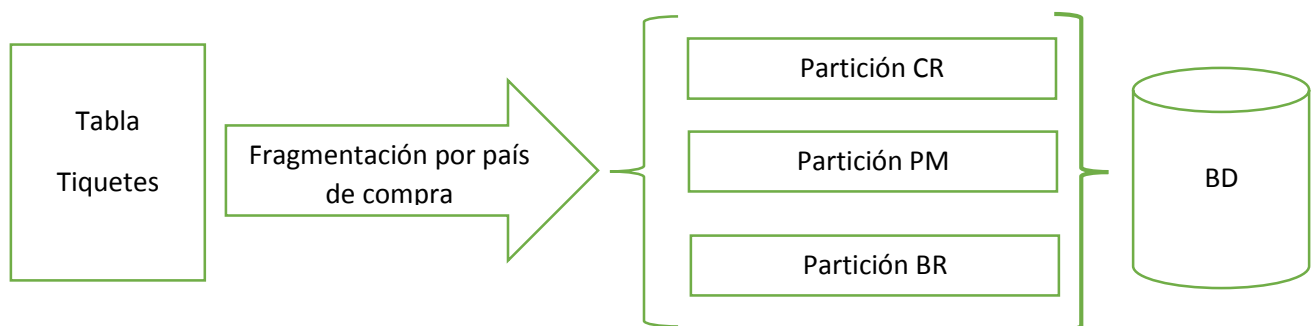 Tabla
Tiquetes
Fragmentación por país
de compra
Partición CR
Partición PM
Partición BR
BD